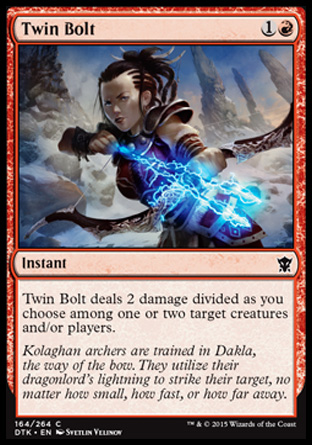 Twin Bolt 1
Instant
Twin Bolt deals 2 damage divided as you
choose among one or two target creatures
and/or players.
Kolaghan archers are trained in Dakla,
the way of the bow. They utilize their
dragonlord's lightning to strike their target, no
matter how small, how fast, or how far away.
164/264 C
DTK • EN Svetlin Velinov
™ & © 2015 Wizards of the Coast